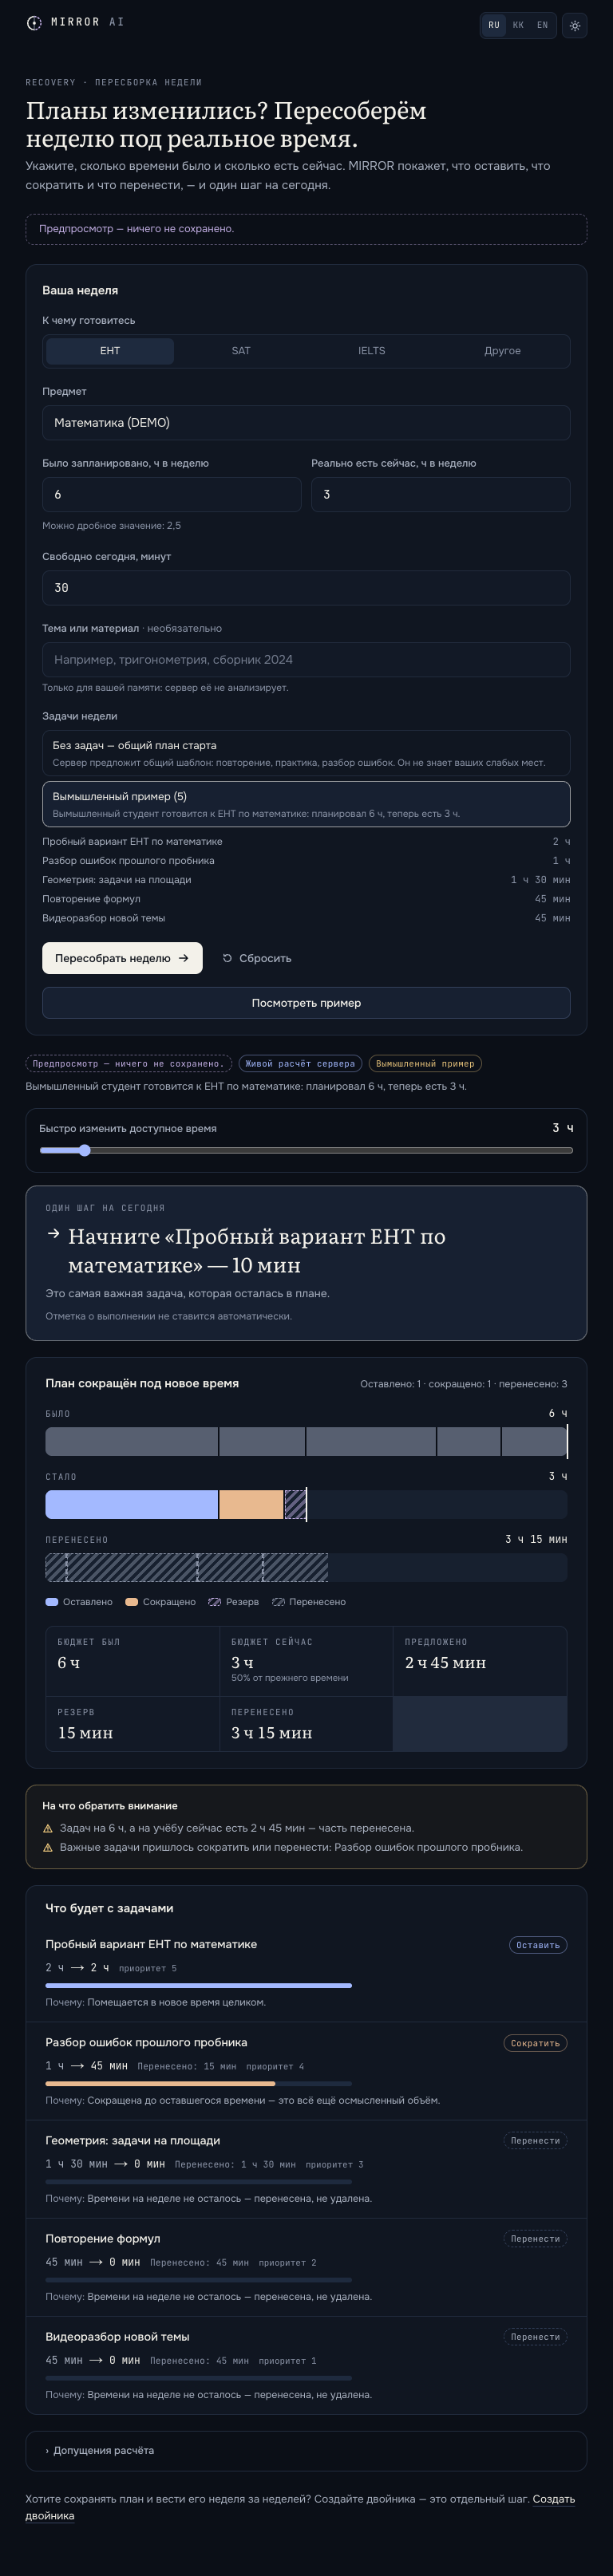 MIRROR AI
RU KK EN
RECOVERY · ПЕРЕСБОРКА НЕДЕЛИ
Планы изменились? Пересоберём
неделю под реальное время.
Укажите, сколько времени было и сколько есть сейчас. MIRROR покажет, что оставить, что
сократить и что перенести, — и один шаг на сегодня.
Предпросмотр — ничего не сохранено.
Ваша неделя
К чему готовитесь
ЕНТ SAT IELTS Другое
Предмет
Математика (DEMO)
Было запланировано, ч в неделю Реально есть сейчас, ч в неделю
6 3
Можно дробное значение: 2,5
Свободно сегодня, минут
30
Тема или материал · необязательно
Например, тригонометрия, сборник 2024
Только для вашей памяти: сервер её не анализирует.
Задачи недели
Без задач — общий план старта
Сервер предложит общий шаблон: повторение, практика, разбор ошибок. Он не знает ваших слабых мест.
Вымышленный пример (5)
Вымышленный студент готовится к ЕНТ по математике: планировал 6 ч, теперь есть 3 ч.
Пробный вариант ЕНТ по математике 2 ч
Разбор ошибок прошлого пробника 1 ч
Геометрия: задачи на площади 1 ч 30 мин
Повторение формул 45 мин
Видеоразбор новой темы 45 мин
Пересобрать неделю → Сбросить
Посмотреть пример
Предпросмотр — ничего не сохранено. Живой расчёт сервера Вымышленный пример
Вымышленный студент готовится к ЕНТ по математике: планировал 6 ч, теперь есть 3 ч.
Быстро изменить доступное время 3 ч
ОДИН ШАГ НА СЕГОДНЯ
→ Начните «Пробный вариант ЕНТ по
математике» — 10 мин
Это самая важная задача, которая осталась в плане.
Отметка о выполнении не ставится автоматически.
План сокращён под новое время Оставлено: 1 · сокращено: 1 · перенесено: 3
БЫЛО 6 ч
СТАЛО 3 ч
ПЕРЕНЕСЕНО 3 ч 15 мин
Оставлено Сокращено Резерв Перенесено
БЮДЖЕТ БЫЛ БЮДЖЕТ СЕЙЧАС ПРЕДЛОЖЕНО
6 ч 3 ч 2 ч 45 мин
50% от прежнего времени
РЕЗЕРВ ПЕРЕНЕСЕНО
15 мин 3 ч 15 мин
На что обратить внимание
Задач на 6 ч, а на учёбу сейчас есть 2 ч 45 мин — часть перенесена.
Важные задачи пришлось сократить или перенести: Разбор ошибок прошлого пробника.
Что будет с задачами
Пробный вариант ЕНТ по математике Оставить
2 ч → 2 ч приоритет 5
Почему: Помещается в новое время целиком.
Разбор ошибок прошлого пробника Сократить
1 ч → 45 мин Перенесено: 15 мин приоритет 4
Почему: Сокращена до оставшегося времени — это всё ещё осмысленный объём.
Геометрия: задачи на площади Перенести
1 ч 30 мин → 0 мин Перенесено: 1 ч 30 мин приоритет 3
Почему: Времени на неделе не осталось — перенесена, не удалена.
Повторение формул Перенести
45 мин → 0 мин Перенесено: 45 мин приоритет 2
Почему: Времени на неделе не осталось — перенесена, не удалена.
Видеоразбор новой темы Перенести
45 мин → 0 мин Перенесено: 45 мин приоритет 1
Почему: Времени на неделе не осталось — перенесена, не удалена.
› Допущения расчёта
Хотите сохранять план и вести его неделя за неделей? Создайте двойника — это отдельный шаг. Создать
двойника